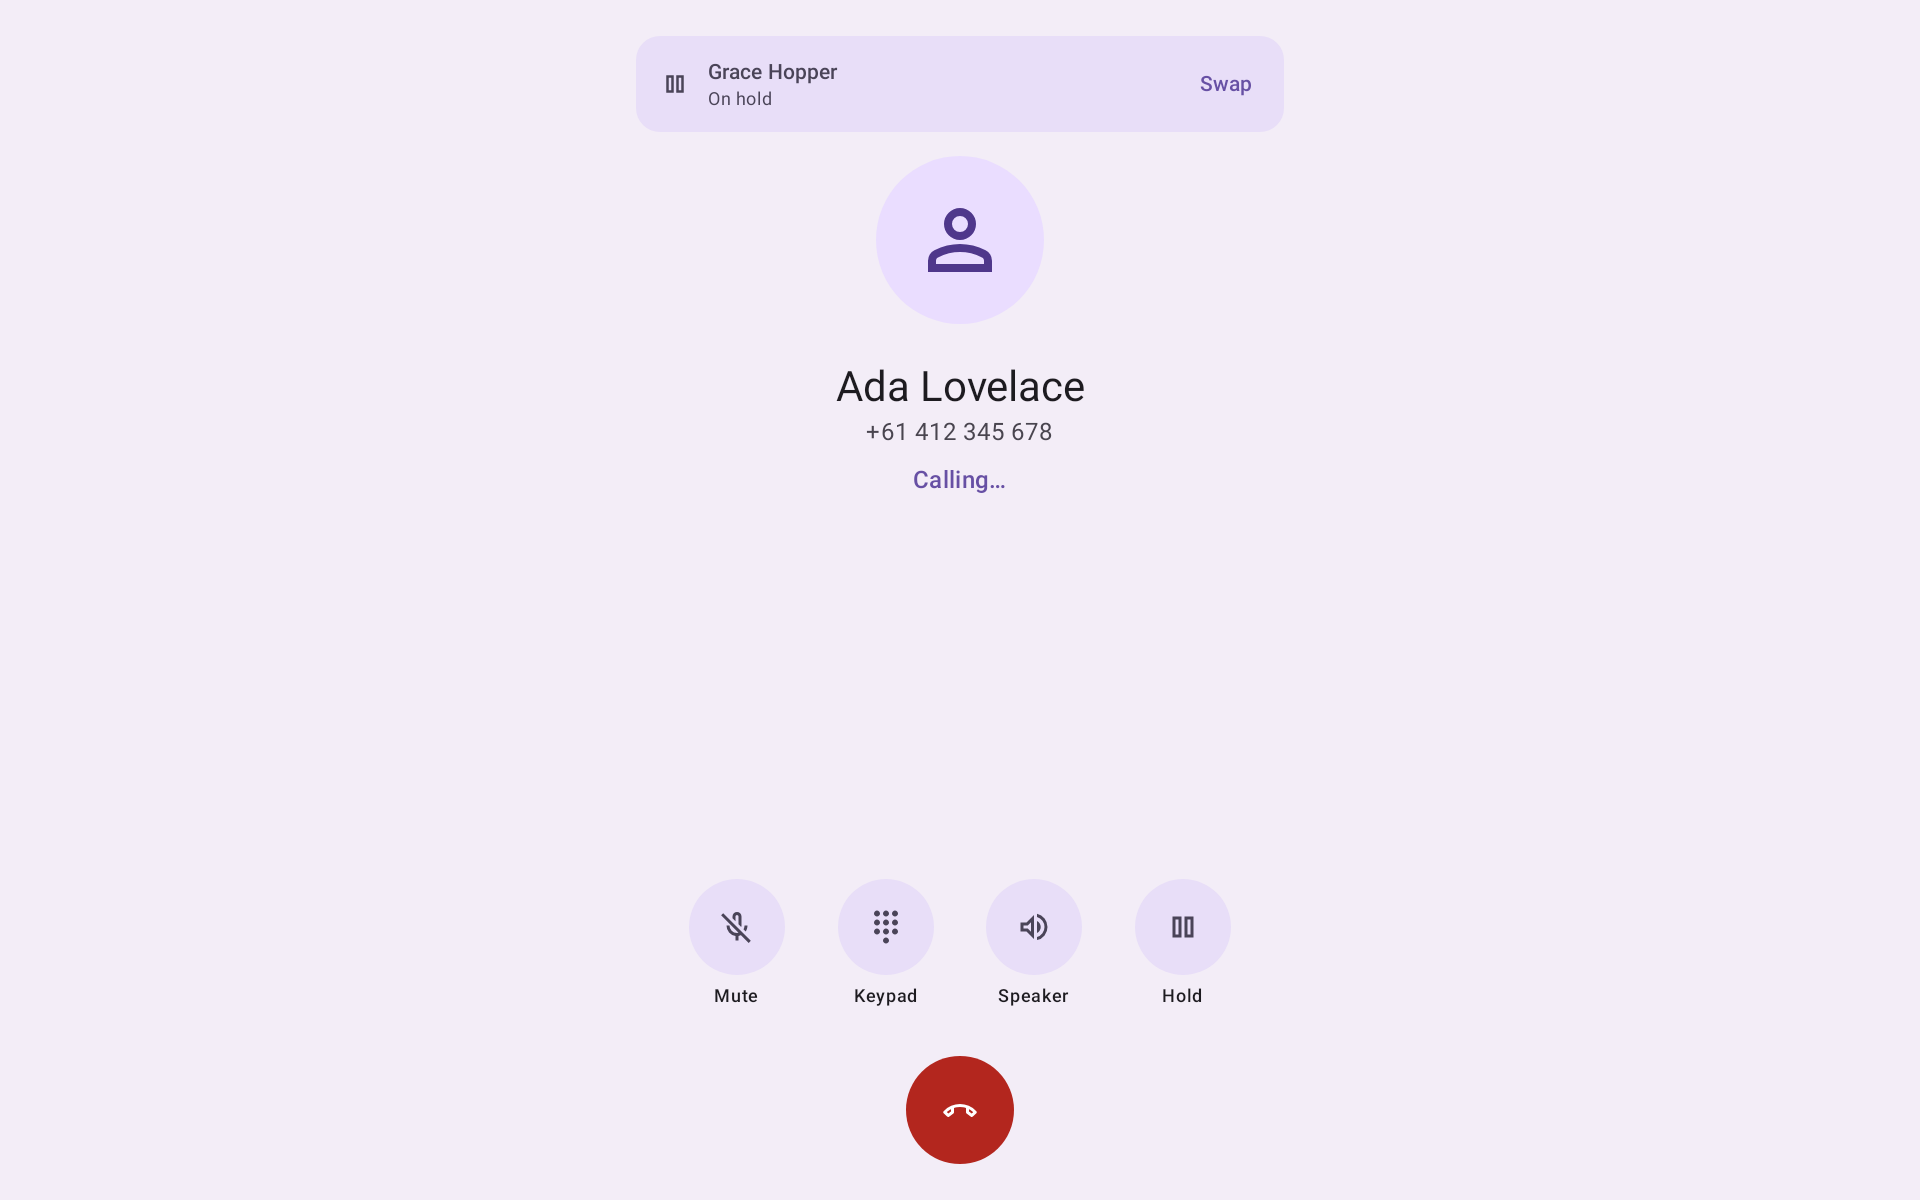 Grace Hopper
On hold
Swap
Ada Lovelace
+61 412 345 678
Calling…
Mute
Keypad
Speaker
Hold